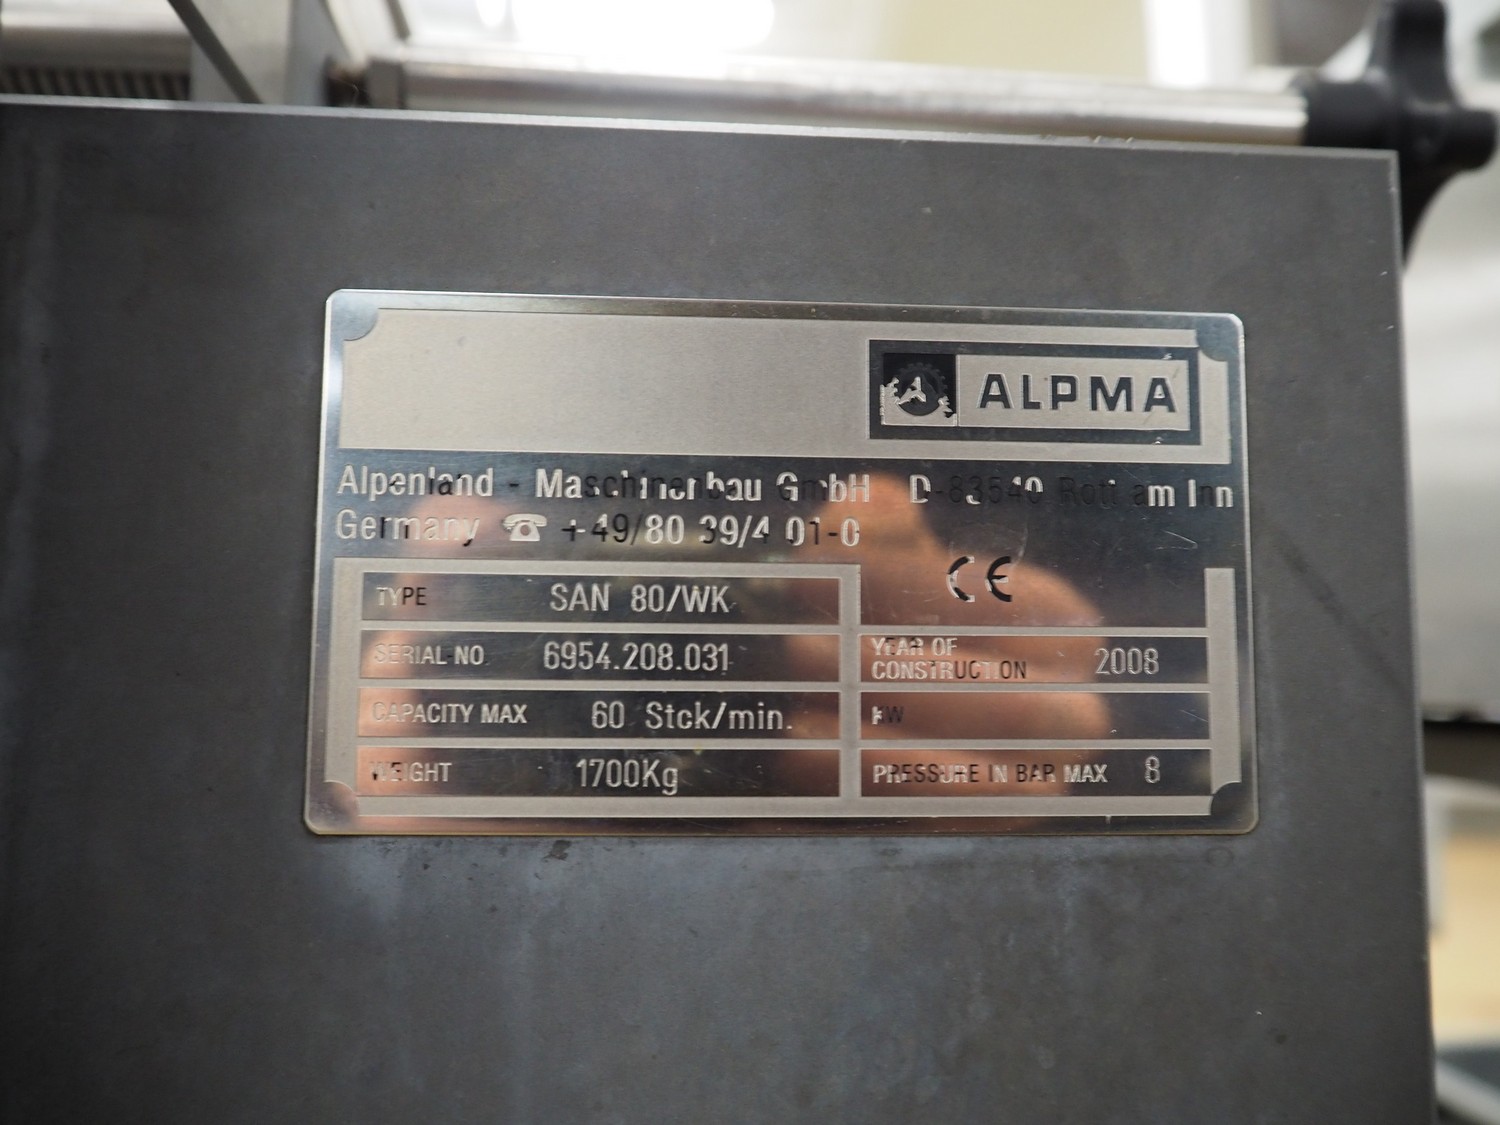 ALPMA
Alpenland - Maschinenbau GmbH D-83540 Rott am Inn
Germany ☎ +49/80 39/4 01-0
CE
TYPE SAN 80/WK
SERIAL NO 6954.208.031
YEAR OF CONSTRUCTION 2008
CAPACITY MAX 60 Stck/min.
KW
WEIGHT 1700Kg
PRESSURE IN BAR MAX 8